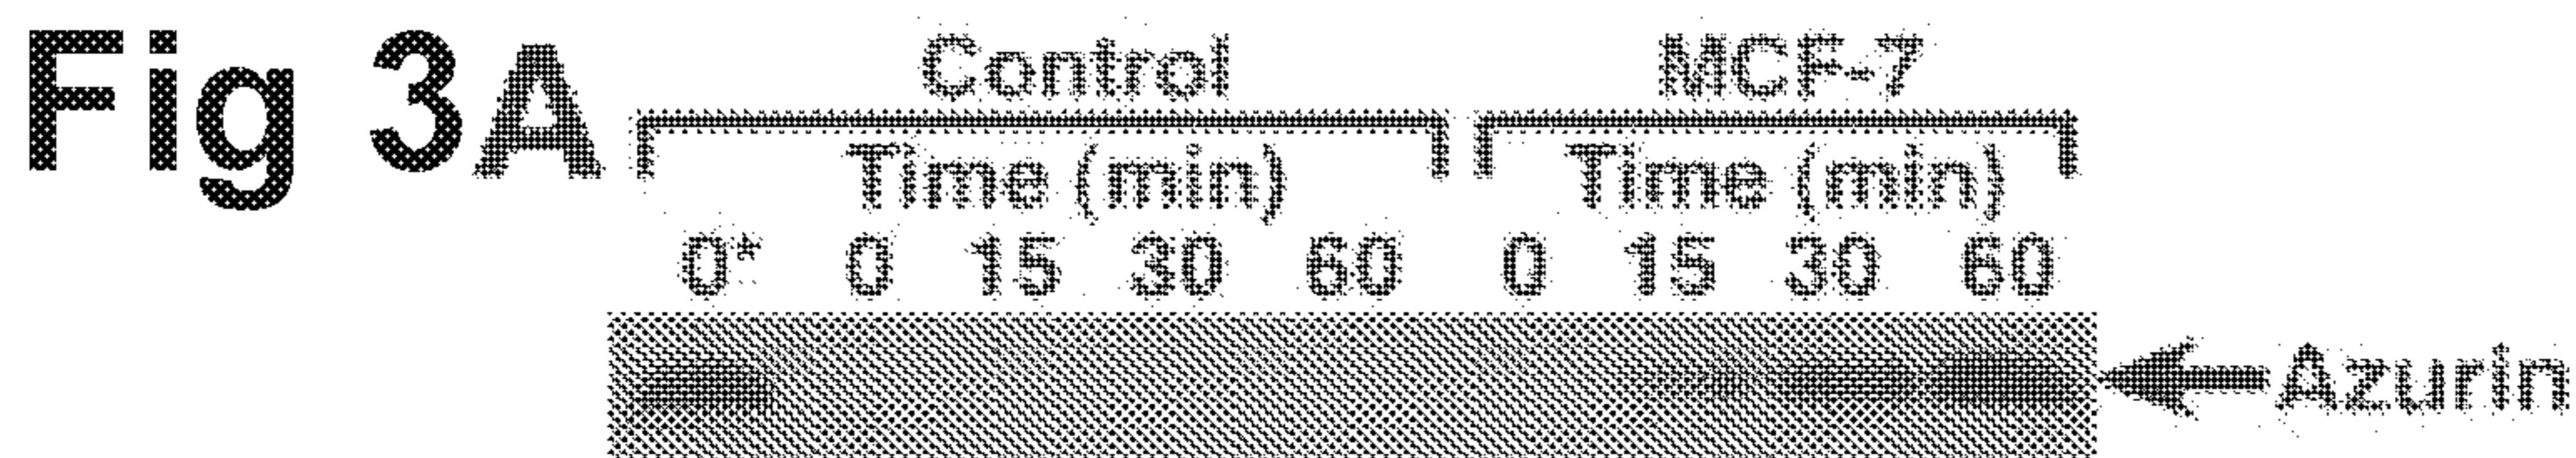 Fig 3A
Control MCF-7
Time (min) Time (min)
0* 0 15 30 60 0 15 30 60
Azurin